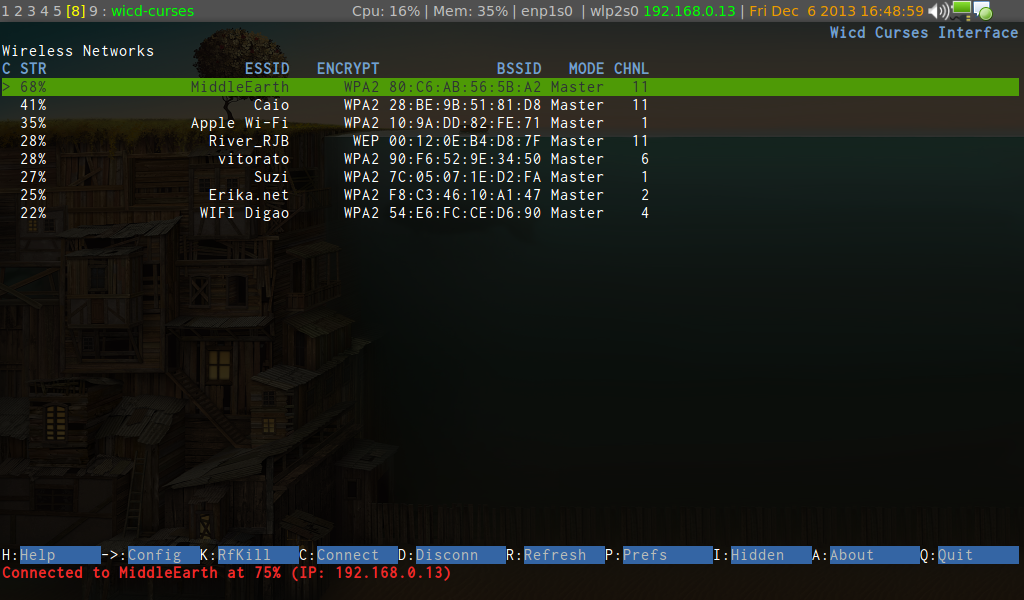 1 2 3 4 5 [8] 9 : wicd-curses Cpu: 16% | Mem: 35% | enp1s0 | wlp2s0 192.168.0.13 | Fri Dec 6 2013 16:48:59
Wicd Curses Interface
Wireless Networks
C STR ESSID ENCRYPT BSSID MODE CHNL
> 68% MiddleEarth WPA2 80:C6:AB:56:5B:A2 Master 11
41% Caio WPA2 28:BE:9B:51:81:D8 Master 11
35% Apple Wi-Fi WPA2 10:9A:DD:82:FE:71 Master 1
28% River_RJB WEP 00:12:0E:B4:D8:7F Master 11
28% vitorato WPA2 90:F6:52:9E:34:50 Master 6
27% Suzi WPA2 7C:05:07:1E:D2:FA Master 1
25% Erika.net WPA2 F8:C3:46:10:A1:47 Master 2
22% WIFI Digao WPA2 54:E6:FC:CE:D6:90 Master 4
H:Help ->:Config K:RfKill C:Connect D:Disconn R:Refresh P:Prefs I:Hidden A:About Q:Quit
Connected to MiddleEarth at 75% (IP: 192.168.0.13)